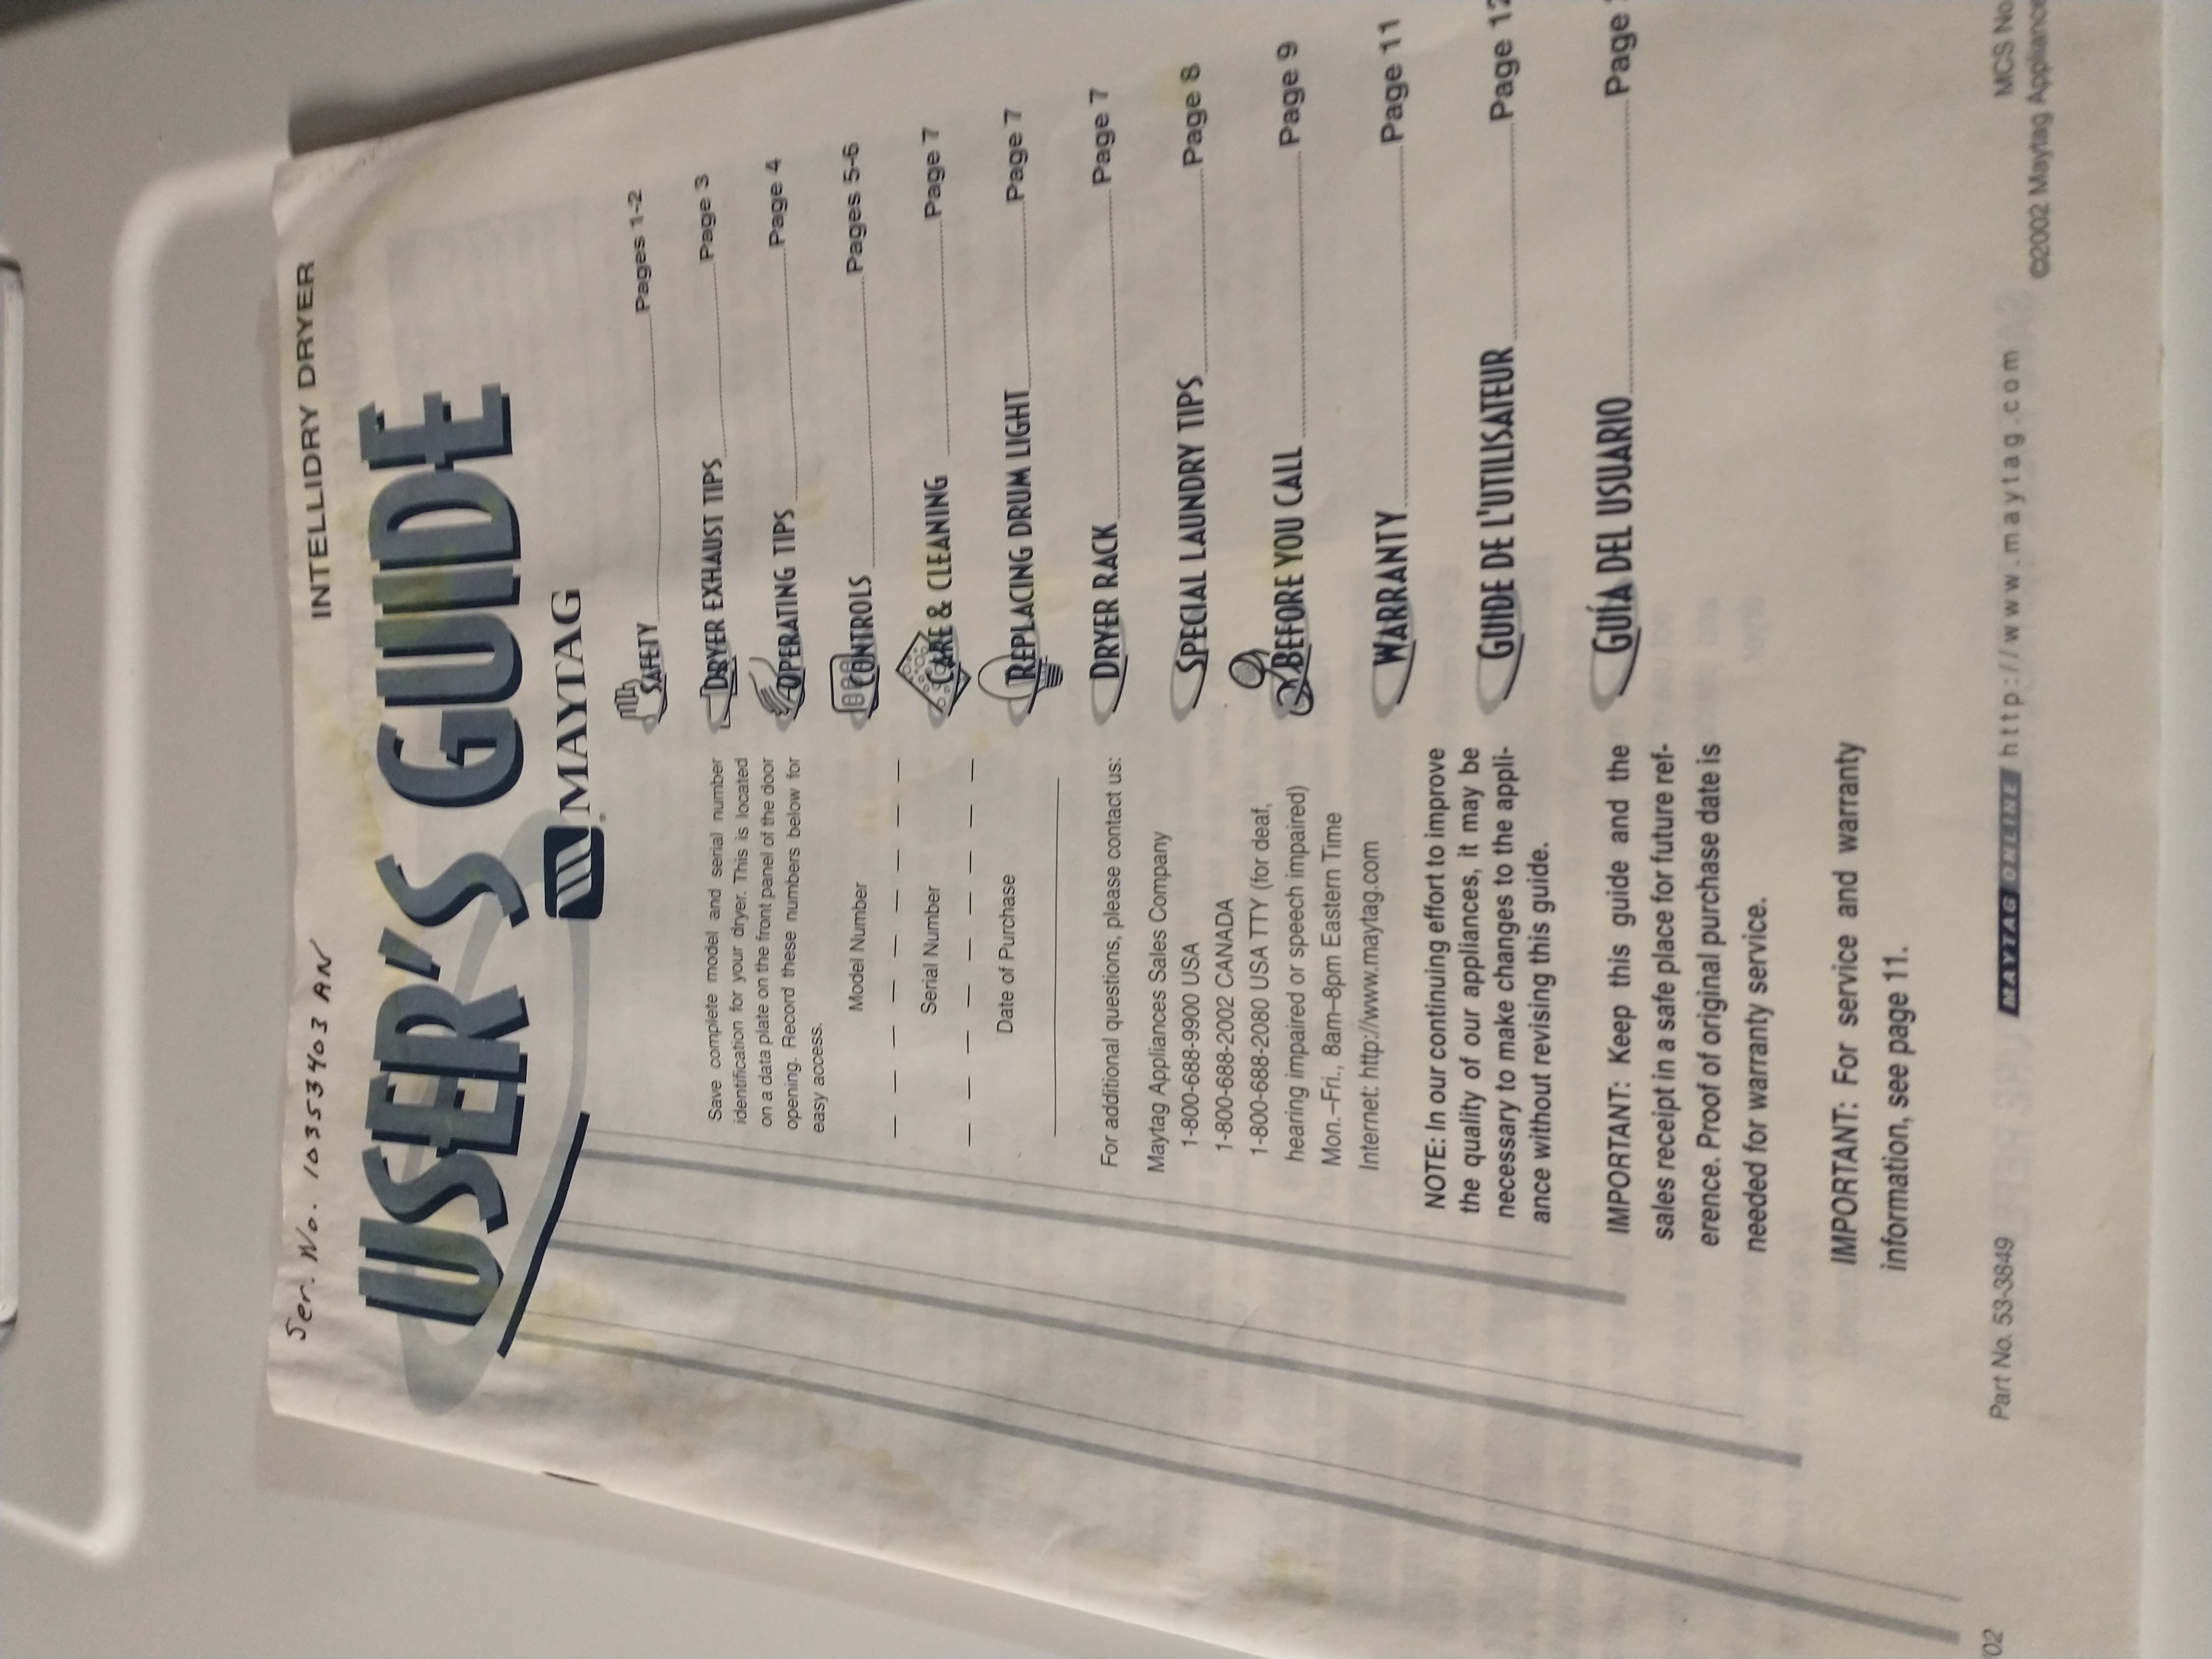 Ser. No. 10353403 AN
INTELLIDRY DRYER
USER'S GUIDE
MAYTAG
Save complete model and serial number
identification for your dryer. This is located
on a data plate on the front panel of the door
opening. Record these numbers below for
easy access.
Model Number
Serial Number
Date of Purchase
For additional questions, please contact us:
Maytag Appliances Sales Company
1-800-688-9900 USA
1-800-688-2002 CANADA
1-800-688-2080 USA TTY (for deaf,
hearing impaired or speech impaired)
Mon.–Fri., 8am–8pm Eastern Time
Internet: http://www.maytag.com
NOTE: In our continuing effort to improve
the quality of our appliances, it may be
necessary to make changes to the appli-
ance without revising this guide.
IMPORTANT: Keep this guide and the
sales receipt in a safe place for future ref-
erence. Proof of original purchase date is
needed for warranty service.
IMPORTANT: For service and warranty
information, see page 11.
SAFETY Pages 1-2
DRYER EXHAUST TIPS Page 3
OPERATING TIPS Page 4
CONTROLS Pages 5-6
CARE & CLEANING Page 7
REPLACING DRUM LIGHT Page 7
DRYER RACK Page 7
SPECIAL LAUNDRY TIPS Page 8
BEFORE YOU CALL Page 9
WARRANTY Page 11
GUIDE DE L'UTILISATEUR Page 12
GUÍA DEL USUARIO Page
02
Part No. 53-3849
MAYTAG ONLINE http://www.maytag.com
MCS No.
©2002 Maytag Appliance